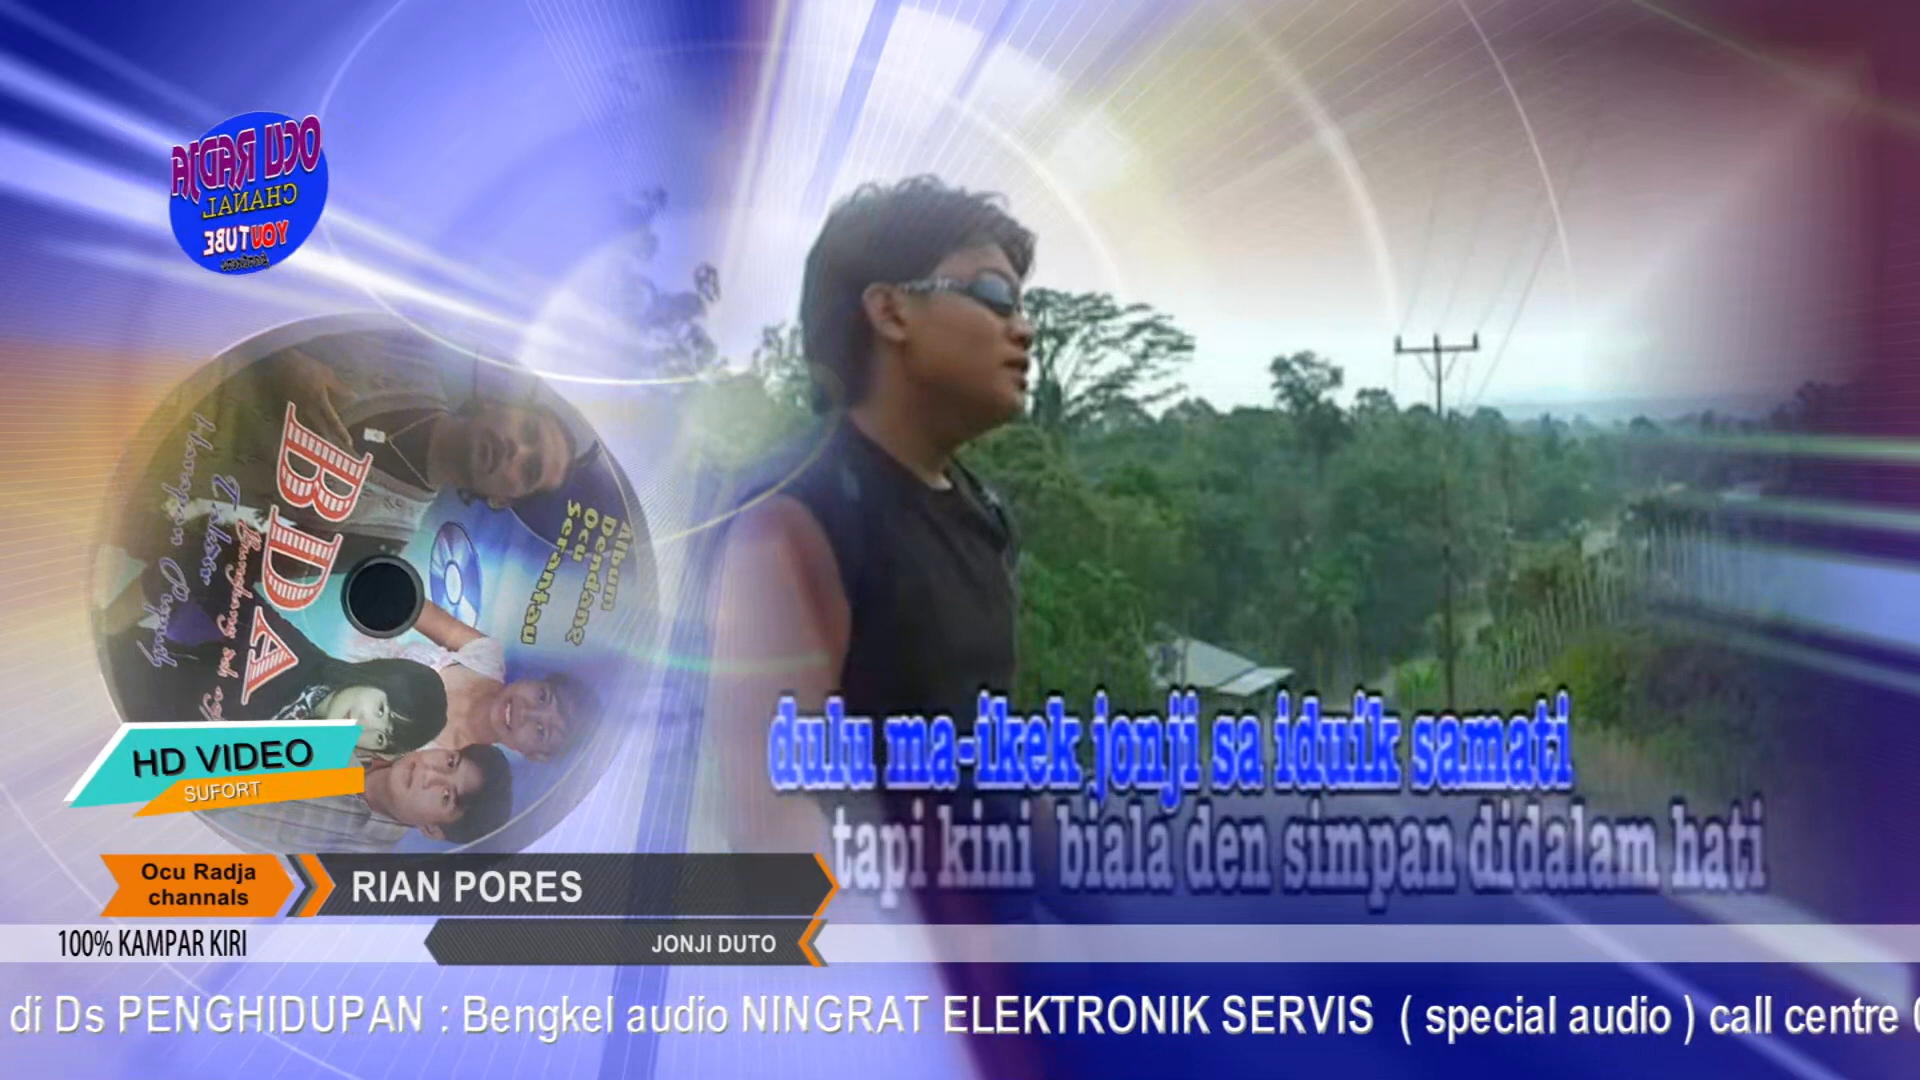 OCU RADJA
CHANAL
YOUTUBE
BDA
Album
Dendang
Ocu
Serantau
dulu ma-ikek jonji sa iduik samati
tapi kini biala den simpan didalam hati
HD VIDEO
SUFORT
Ocu Radja
channals
RIAN PORES
100% KAMPAR KIRI
JONJI DUTO
di Ds PENGHIDUPAN : Bengkel audio NINGRAT ELEKTRONIK SERVIS ( special audio ) call centre